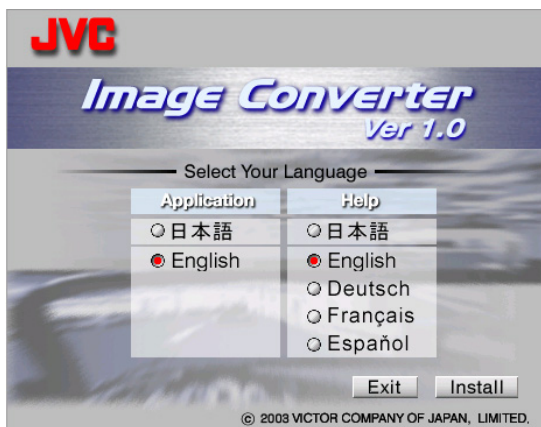 JVC
Image Converter
Ver 1.0
Select Your Language
Application
日本語
English
Help
日本語
English
Deutsch
Français
Español
Exit
Install
© 2003 VICTOR COMPANY OF JAPAN, LIMITED.